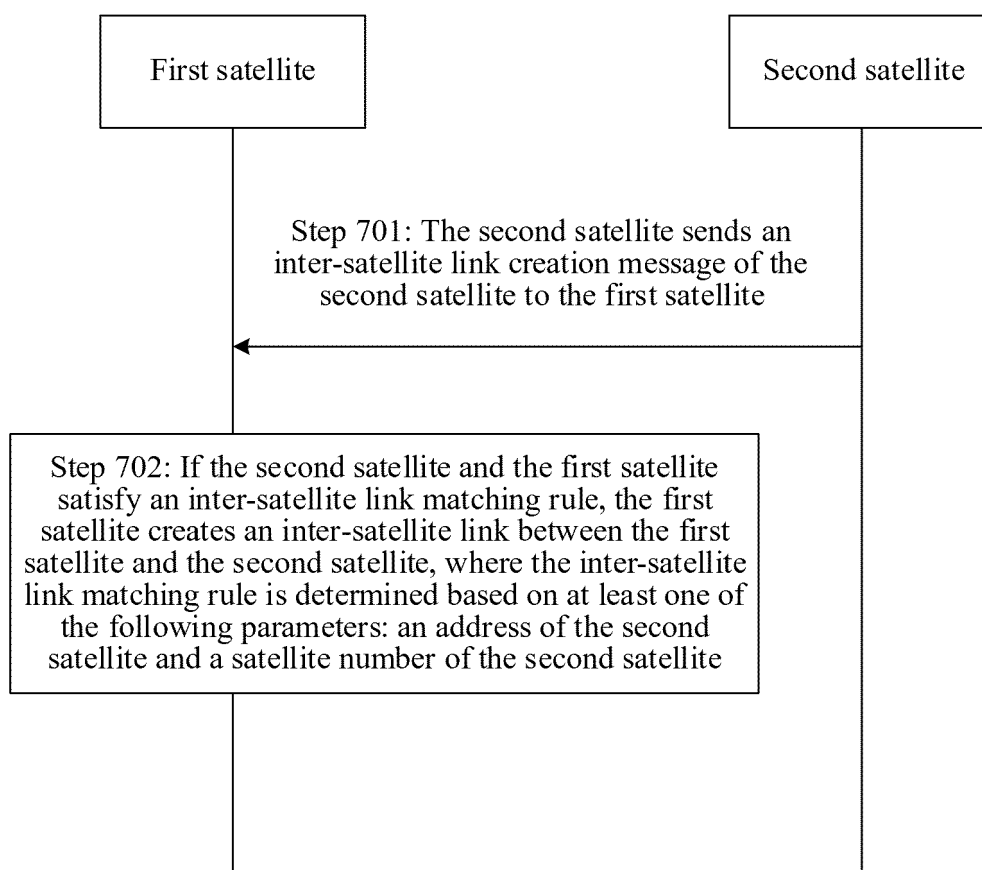 First satellite
Second satellite
Step 701: The second satellite sends an
inter-satellite link creation message of the
second satellite to the first satellite
Step 702: If the second satellite and the first satellite
satisfy an inter-satellite link matching rule, the first
satellite creates an inter-satellite link between the first
satellite and the second satellite, where the inter-satellite
link matching rule is determined based on at least one of
the following parameters: an address of the second
satellite and a satellite number of the second satellite